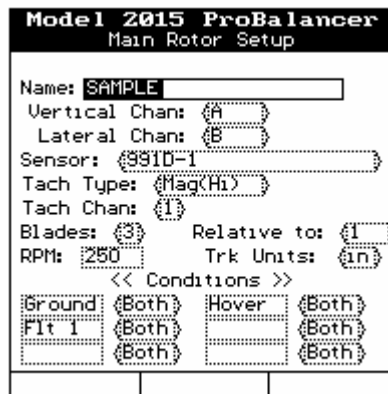 Model 2015 ProBalancer
Main Rotor Setup
Name: SAMPLE
Vertical Chan: {A }
Lateral Chan: {B }
Sensor: {991D-1 }
Tach Type: {Mag(Hi) }
Tach Chan: {1}
Blades: {3} Relative to: {1 }
RPM: 250 Trk Units: {in}
<< Conditions >>
Ground {Both} Hover {Both}
Flt 1 {Both} {Both}
{Both} {Both}